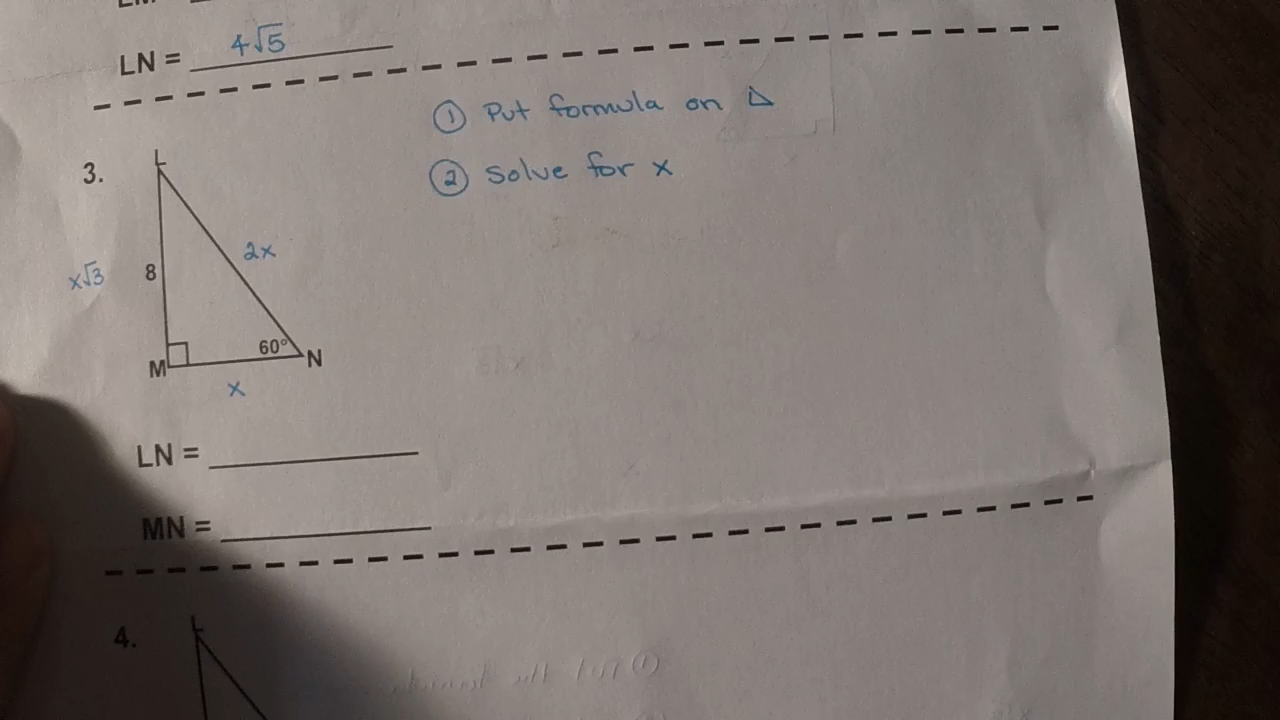 LN = 4√5
① Put formula on △
② Solve for x
3.
L
2x
x√3 8
60°
M N
x
LN =
MN =
4.
L